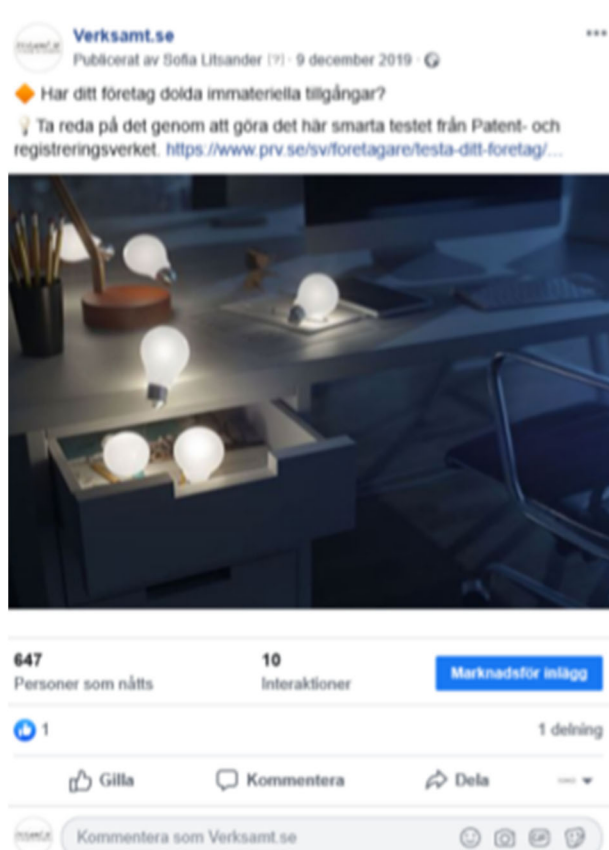 Verksamt.se
Publicerat av Sofia Litsander [?] · 9 december 2019 ·
Har ditt företag dolda immateriella tillgångar?
Ta reda på det genom att göra det här smarta testet från Patent- och
registreringsverket. https://www.prv.se/sv/foretagare/testa-ditt-foretag/...
647
Personer som nåtts
10
Interaktioner
Marknadsför inlägg
1
1 delning
Gilla
Kommentera
Dela
Kommentera som Verksamt.se
GIF